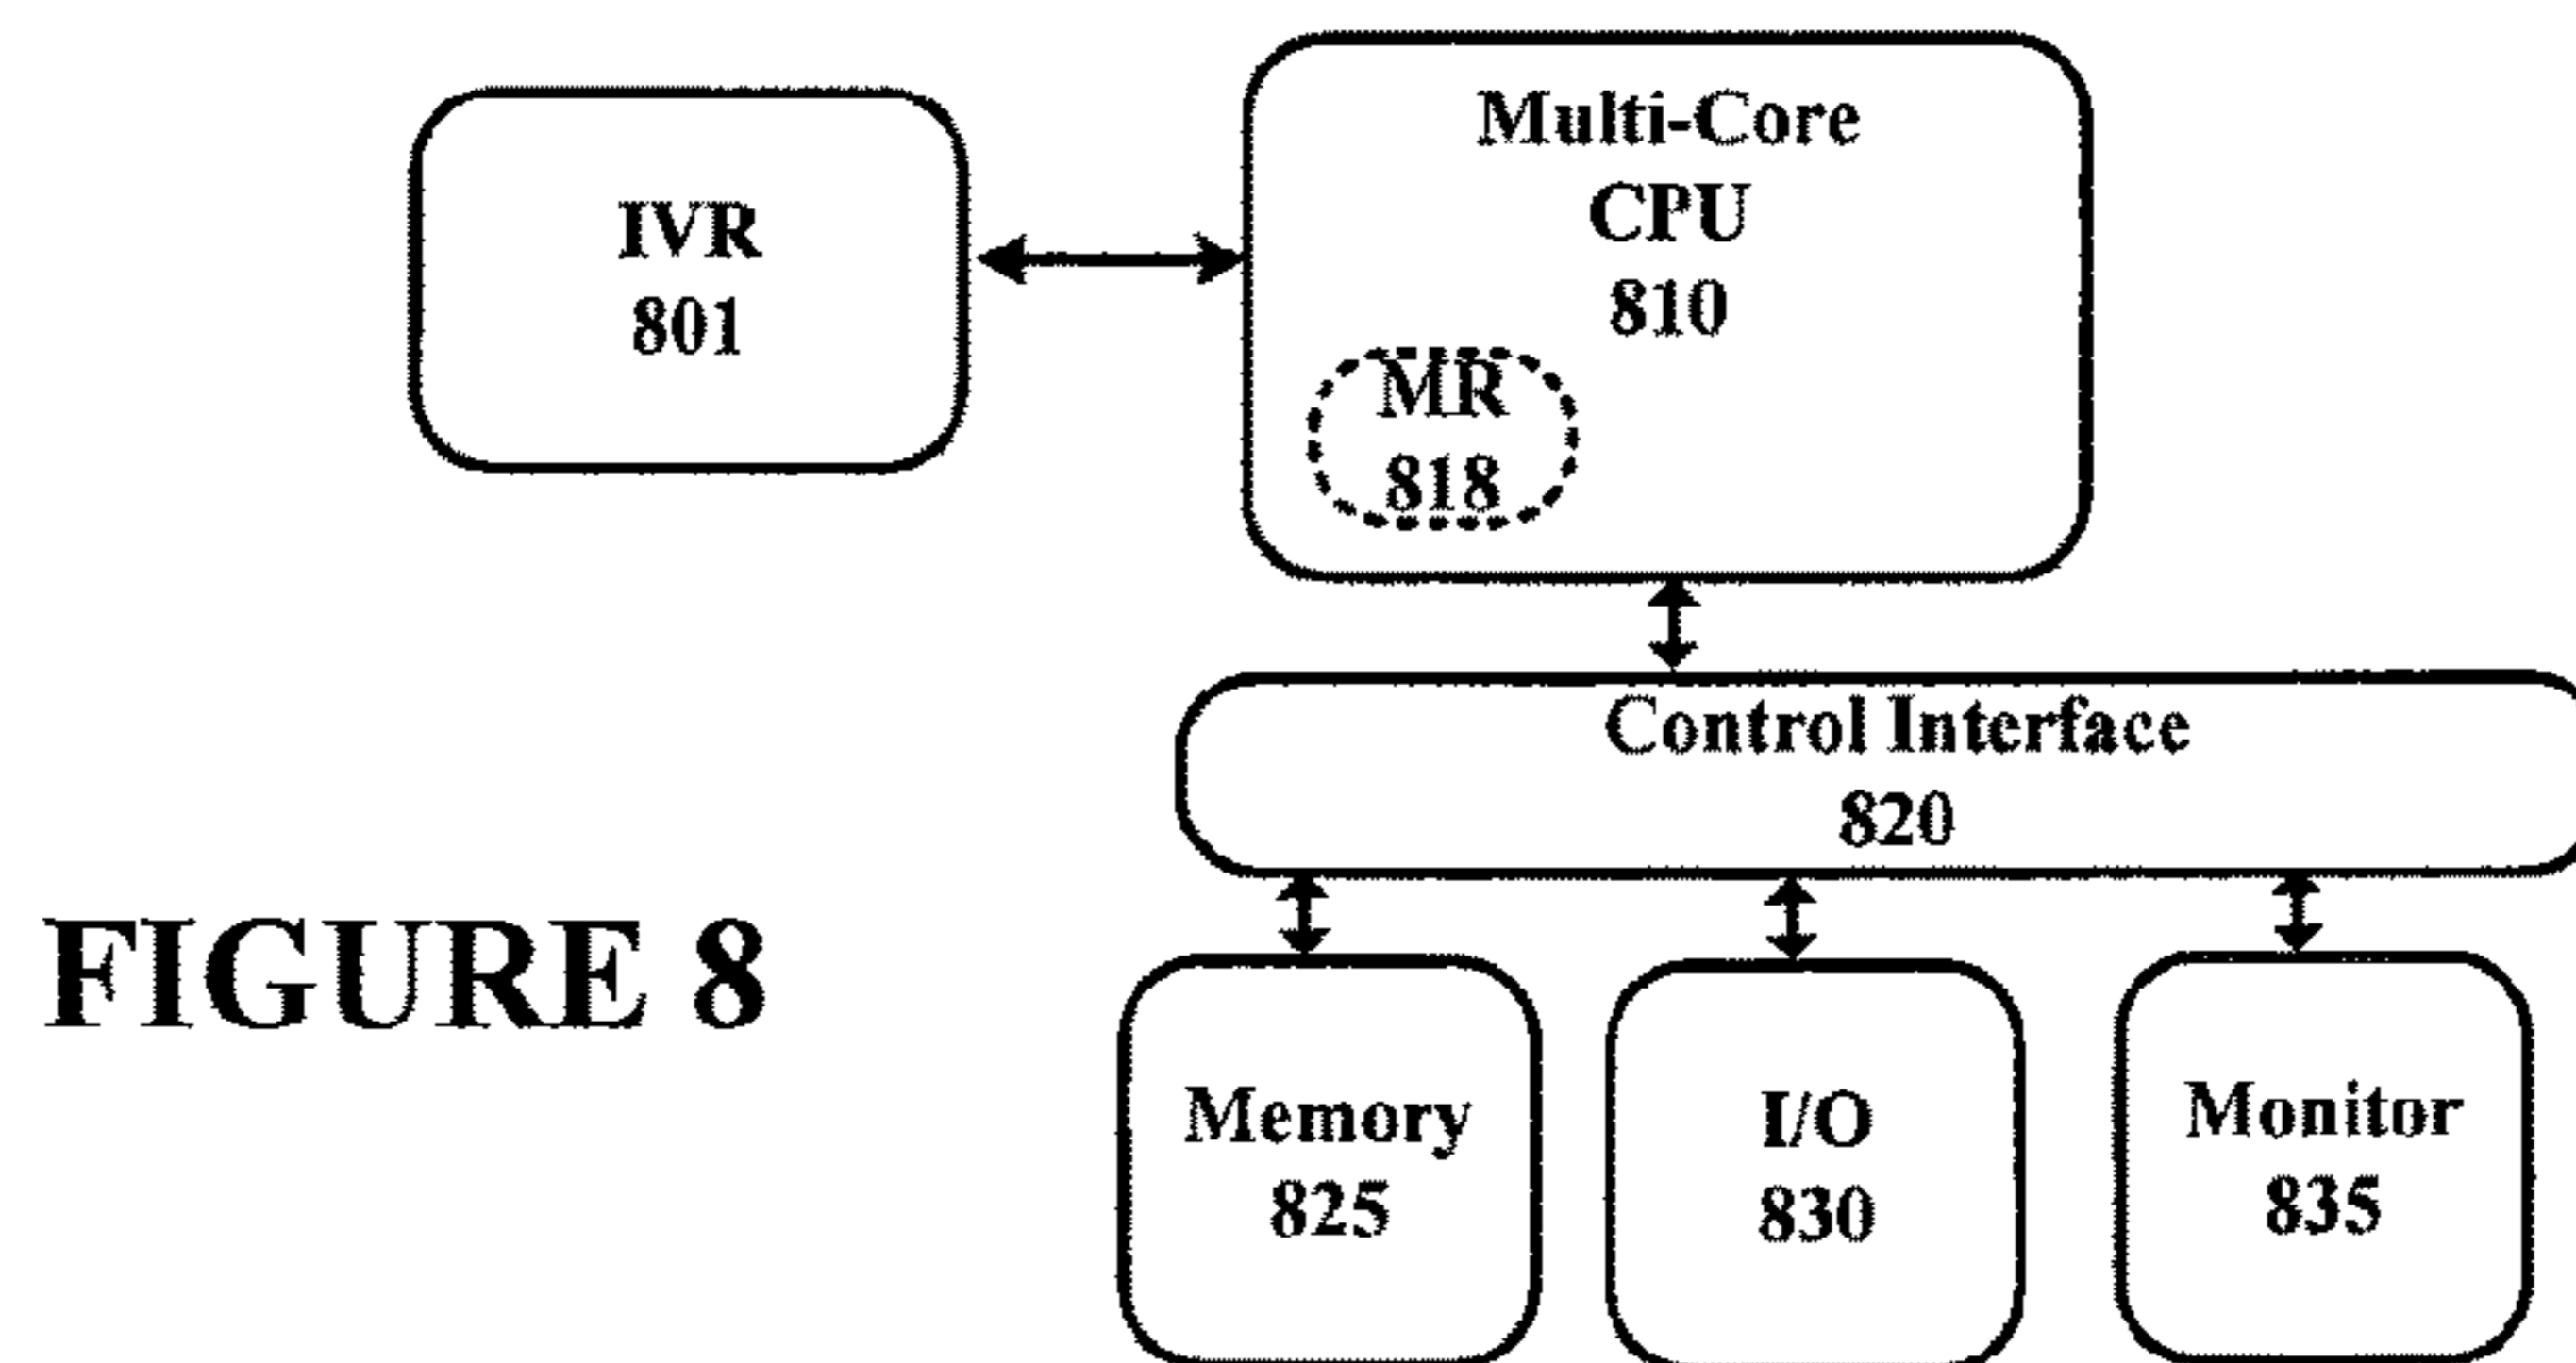 IVR
801
Multi-Core
CPU
810
MR
818
Control Interface
820
FIGURE 8
Memory
825
I/O
830
Monitor
835